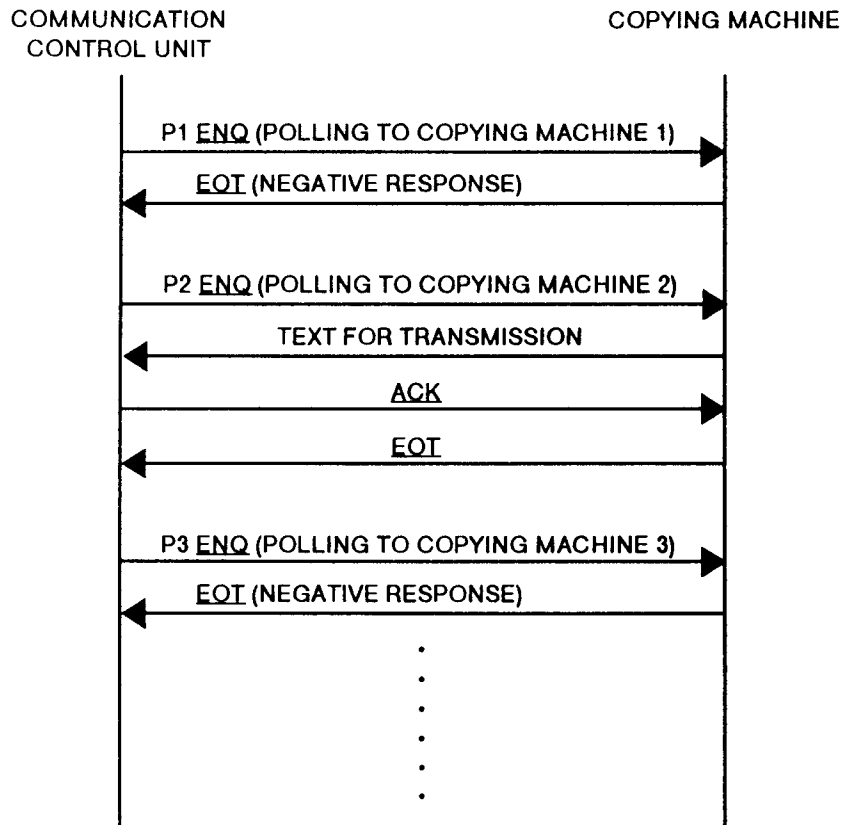 COMMUNICATION
CONTROL UNIT
COPYING MACHINE
P1 ENQ (POLLING TO COPYING MACHINE 1)
EOT (NEGATIVE RESPONSE)
P2 ENQ (POLLING TO COPYING MACHINE 2)
TEXT FOR TRANSMISSION
ACK
EOT
P3 ENQ (POLLING TO COPYING MACHINE 3)
EOT (NEGATIVE RESPONSE)